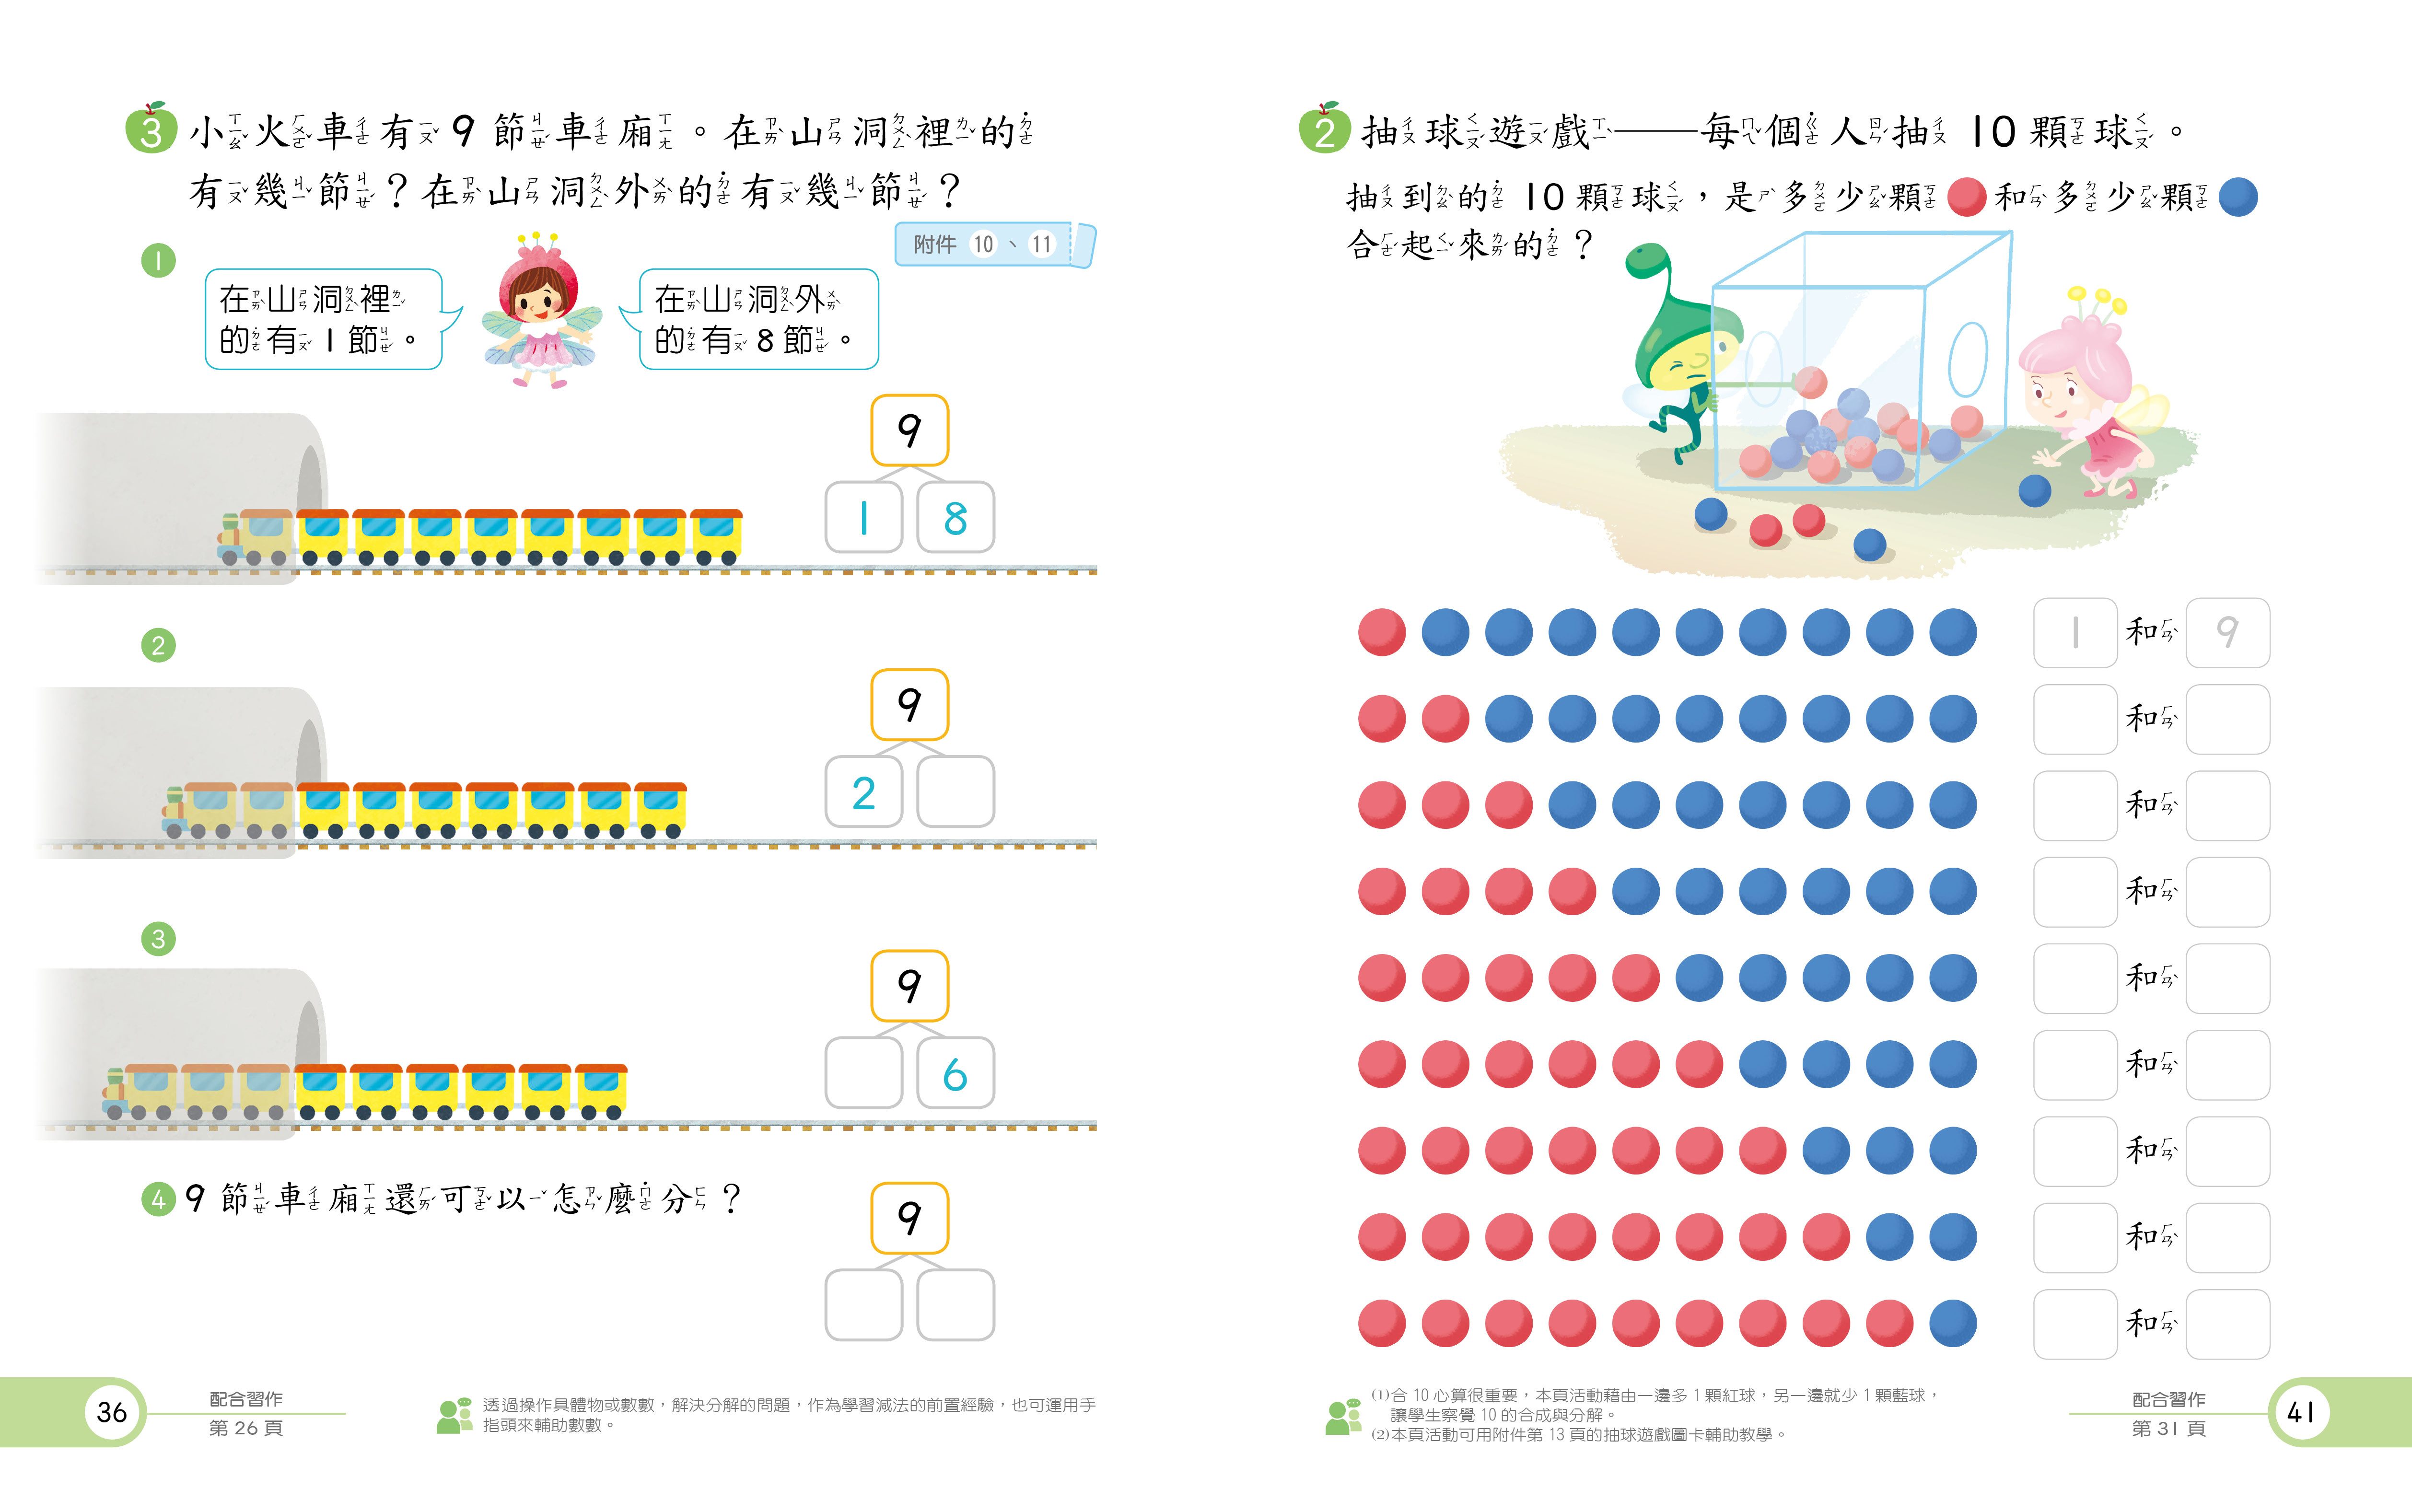 3 小火車有 9 節車廂。在山洞裡的
有幾節?在山洞外的有幾節?
附件 10、11
1
在山洞裡
的有 1 節。
在山洞外
的有 8 節。
9
1 8
2
9
2
3
9
6
4 9 節車廂還可以怎麼分?
9
36
配合習作
第 26 頁
透過操作具體物或數數,解決分解的問題,作為學習減法的前置經驗,也可運用手
指頭來輔助數數。
2 抽球遊戲——每個人抽 10 顆球。
抽到的 10 顆球,是多少顆 和多少顆
合起來的?
1 和 9
和
和
和
和
和
和
和
和
(1)合 10 心算很重要,本頁活動藉由一邊多 1 顆紅球,另一邊就少 1 顆藍球,
讓學生察覺 10 的合成與分解。
(2)本頁活動可用附件第 13 頁的抽球遊戲圖卡輔助教學。
配合習作
第 31 頁
41